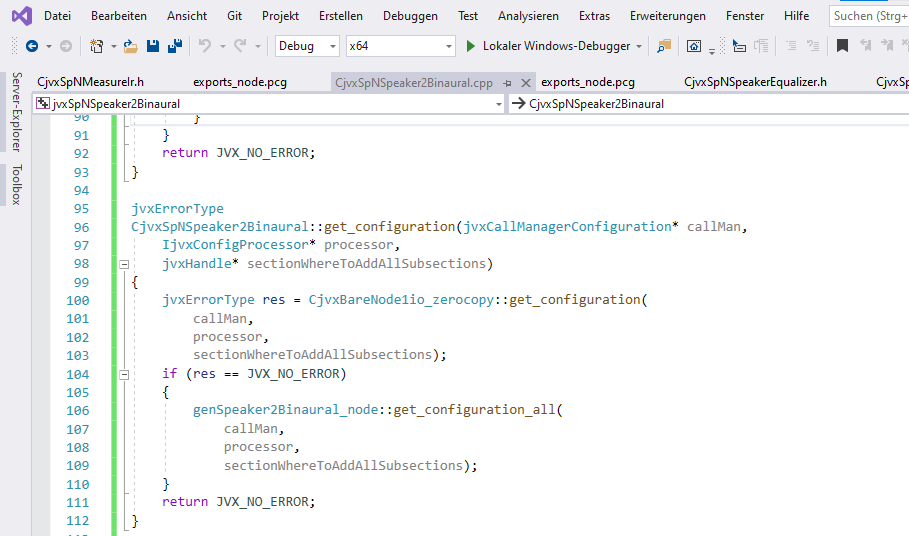 Datei Bearbeiten Ansicht Git Projekt Erstellen Debuggen Test Analysieren Extras Erweiterungen Fenster Hilfe Suchen (Strg+
Debug x64 Lokaler Windows-Debugger
CjvxSpNMeasureIr.h exports_node.pcg CjvxSpNSpeaker2Binaural.cpp exports_node.pcg CjvxSpNSpeakerEqualizer.h CjvxSp
jvxSpNSpeaker2Binaural CjvxSpNSpeaker2Binaural
Server-Explorer
Toolbox
90 }
91 }
92 return JVX_NO_ERROR;
93 }
94
95 jvxErrorType
96 CjvxSpNSpeaker2Binaural::get_configuration(jvxCallManagerConfiguration* callMan,
97 IjvxConfigProcessor* processor,
98 jvxHandle* sectionWhereToAddAllSubsections)
99 {
100 jvxErrorType res = CjvxBareNode1io_zerocopy::get_configuration(
101 callMan,
102 processor,
103 sectionWhereToAddAllSubsections);
104 if (res == JVX_NO_ERROR)
105 {
106 genSpeaker2Binaural_node::get_configuration_all(
107 callMan,
108 processor,
109 sectionWhereToAddAllSubsections);
110 }
111 return JVX_NO_ERROR;
112 }